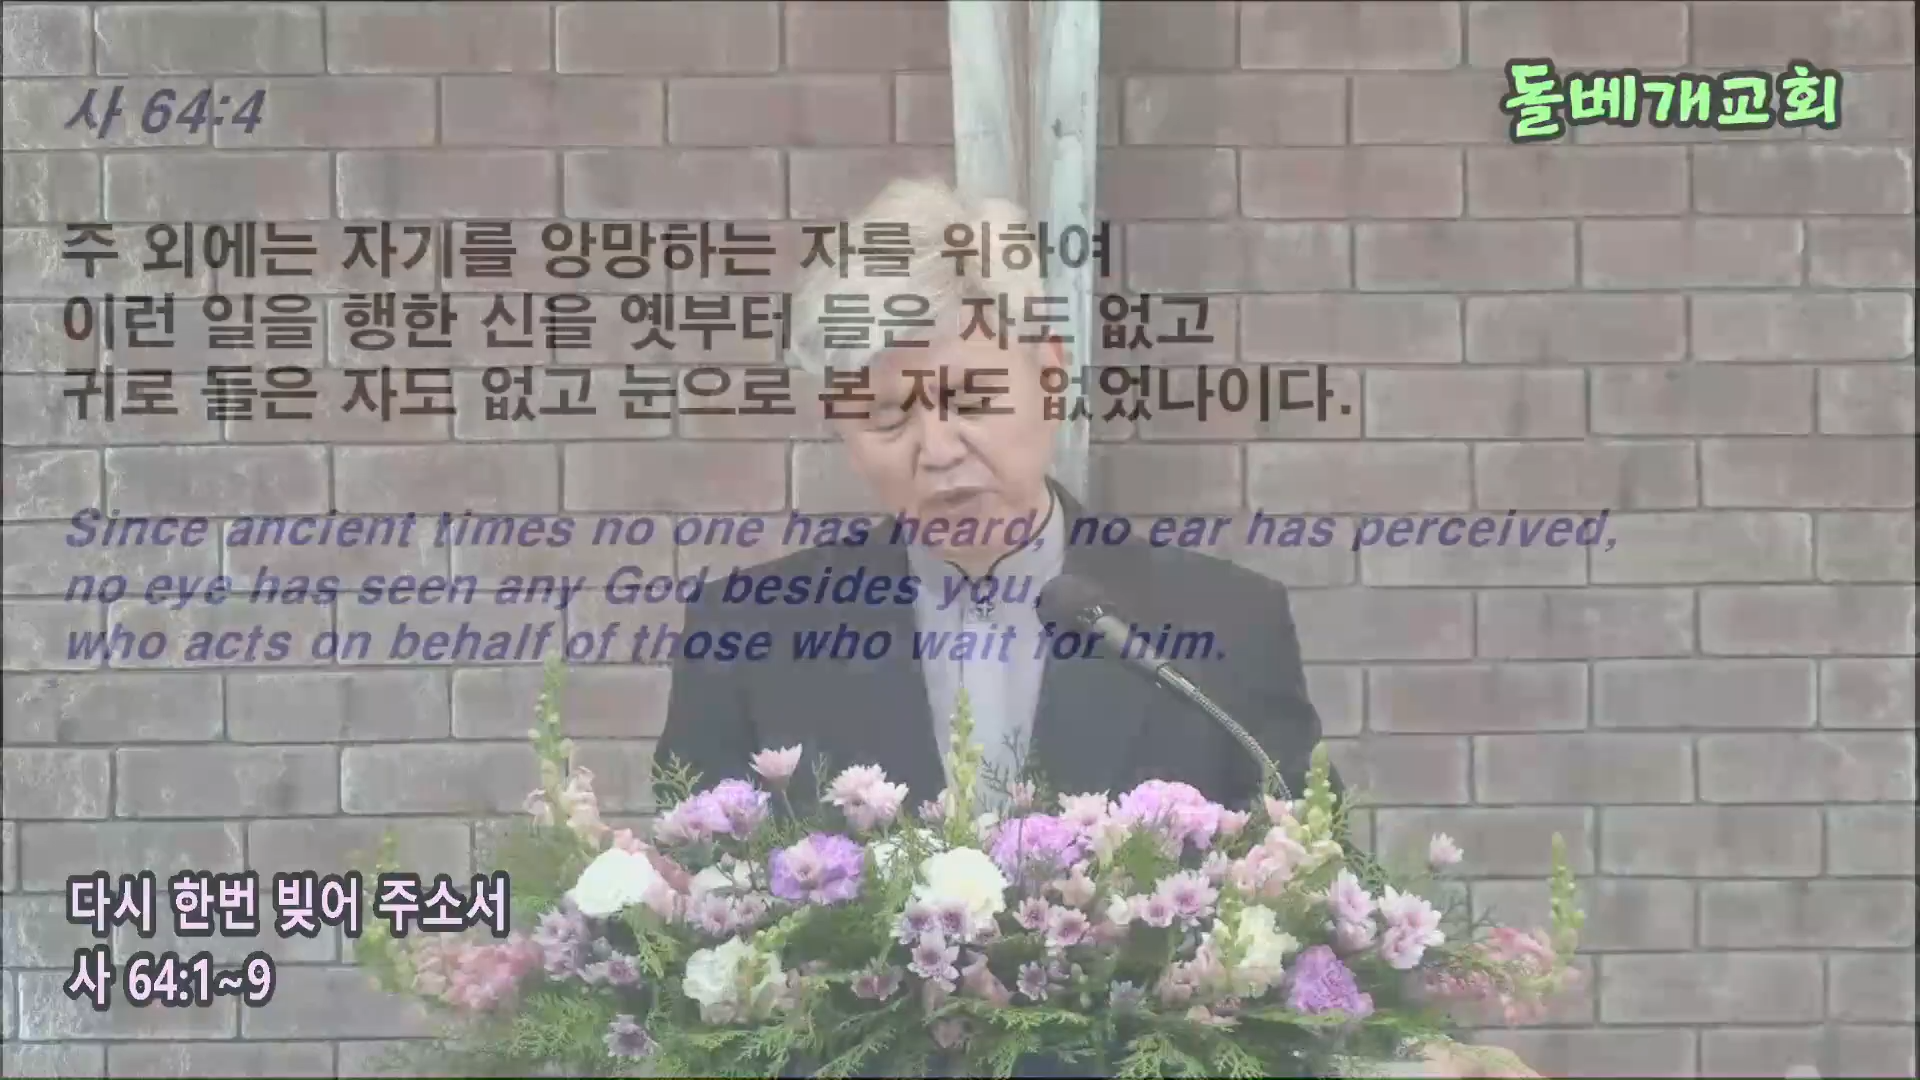 사 64:4
돌베개교회
주 외에는 자기를 앙망하는 자를 위하여
이런 일을 행한 신을 옛부터 들은 자도 없고
귀로 들은 자도 없고 눈으로 본 자도 없었나이다.
Since ancient times no one has heard, no ear has perceived,
no eye has seen any God besides you,
who acts on behalf of those who wait for him.
다시 한번 빚어 주소서
사 64:1~9